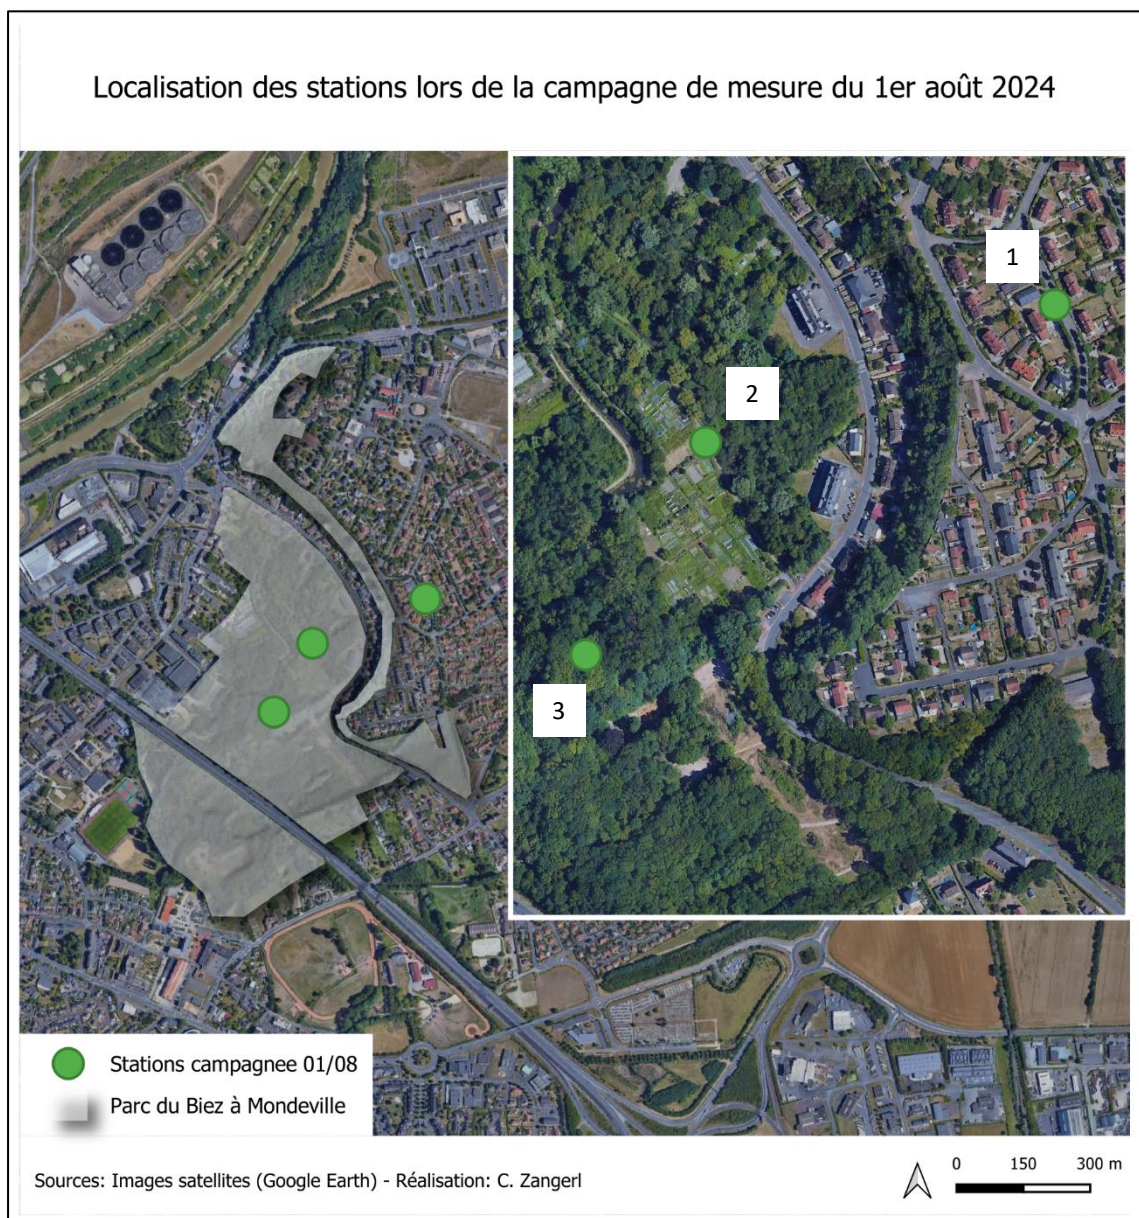 Localisation des stations lors de la campagne de mesure du 1er août 2024
1
2
3
Stations campagnee 01/08
Parc du Biez à Mondeville
Sources: Images satellites (Google Earth) - Réalisation: C. Zangerl
0 150 300 m